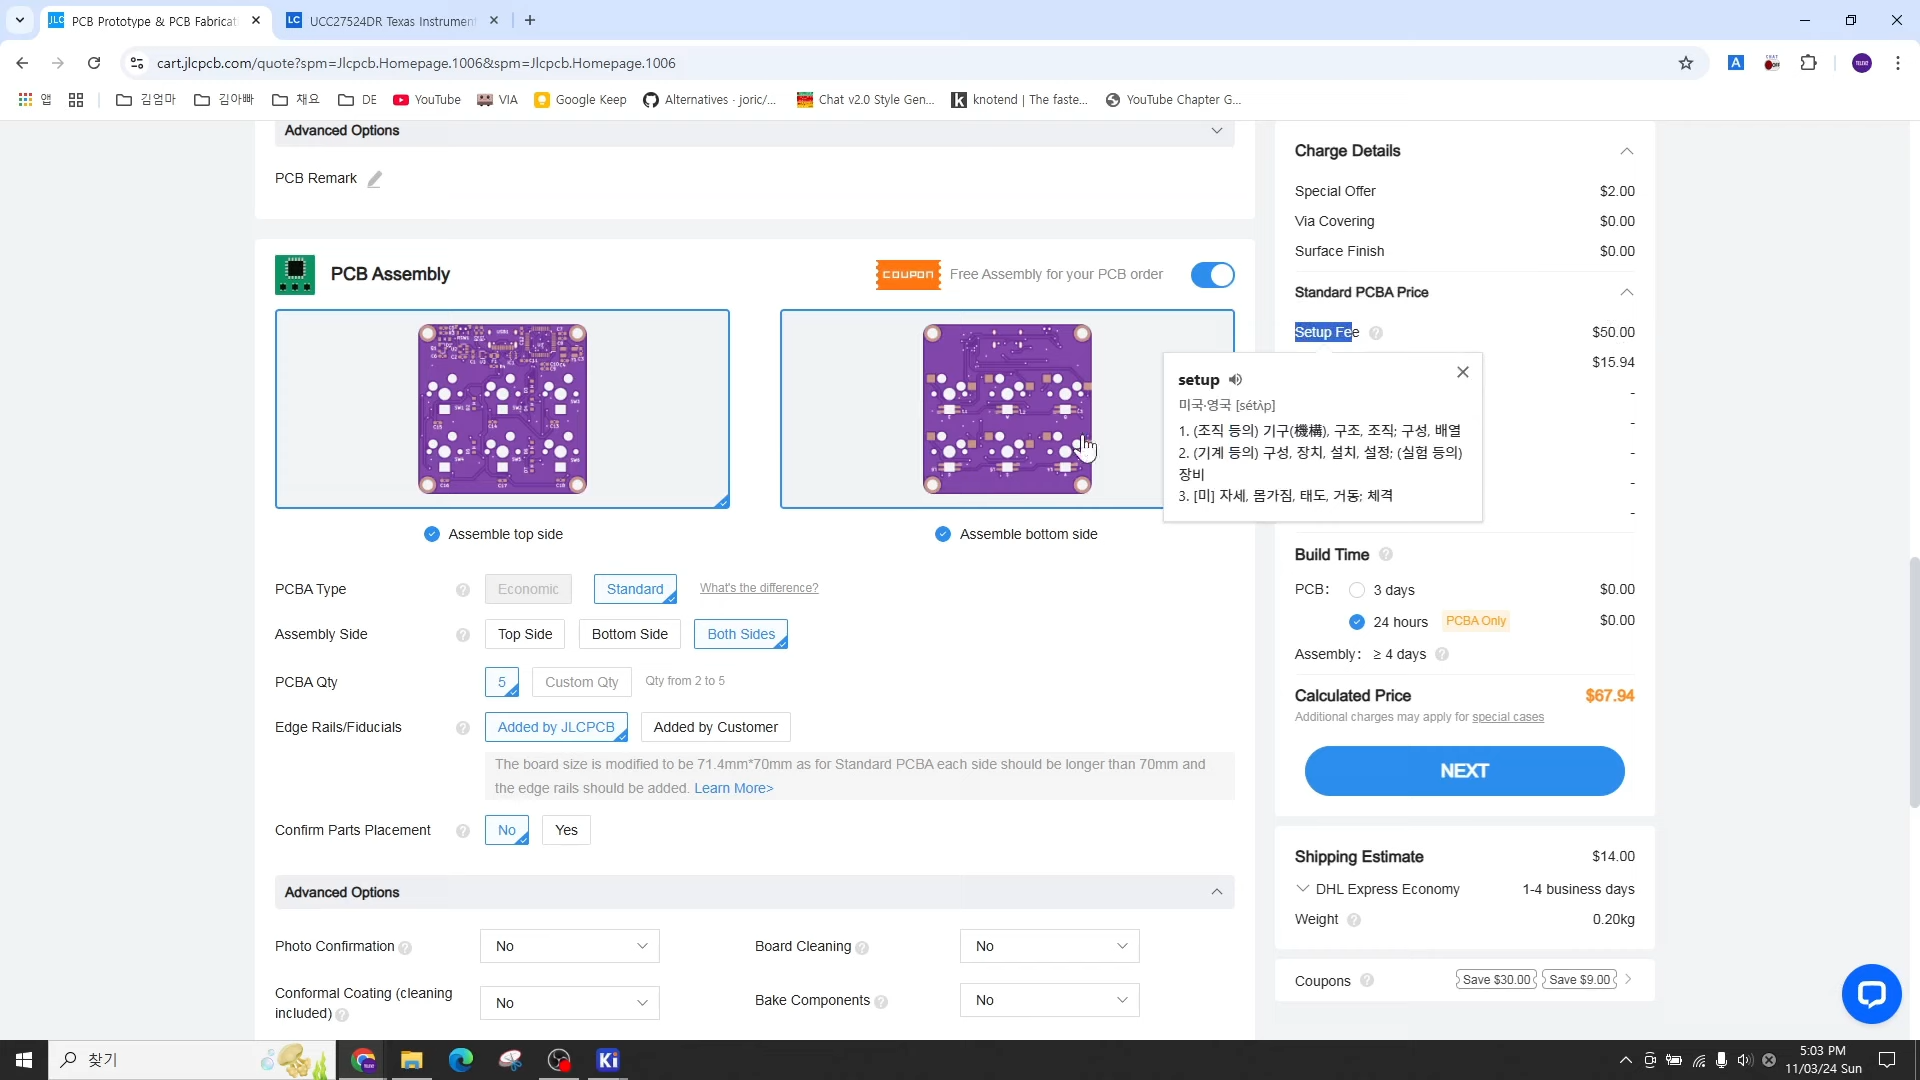 PCB Prototype & PCB Fabricat
UCC27524DR Texas Instrument
cart.jlcpcb.com/quote?spm=Jlcpcb.Homepage.1006&spm=Jlcpcb.Homepage.1006
앱
김엄마
김아빠
채요
DE
YouTube
VIA
Google Keep
Alternatives · joric/...
Chat v2.0 Style Gen...
knotend | The faste...
YouTube Chapter G...
Advanced Options
PCB Remark
PCB Assembly
COUPON
Free Assembly for your PCB order
Assemble top side
Assemble bottom side
PCBA Type
Economic
Standard
What's the difference?
Assembly Side
Top Side
Bottom Side
Both Sides
PCBA Qty
5
Custom Qty
Qty from 2 to 5
Edge Rails/Fiducials
Added by JLCPCB
Added by Customer
The board size is modified to be 71.4mm*70mm as for Standard PCBA each side should be longer than 70mm and
the edge rails should be added. Learn More>
Confirm Parts Placement
No
Yes
Advanced Options
Photo Confirmation
No
Board Cleaning
No
Conformal Coating (cleaning
included)
No
Bake Components
No
Charge Details
Special Offer
$2.00
Via Covering
$0.00
Surface Finish
$0.00
Standard PCBA Price
Setup Fee
$50.00
$15.94
-
-
-
-
-
setup
미국·영국 [sétʌ̀p]
1. (조직 등의) 기구(機構), 구조, 조직; 구성, 배열
2. (기계 등의) 구성, 장치, 설치, 설정; (실험 등의)
장비
3. [미] 자세, 몸가짐, 태도, 거동; 체격
Build Time
PCB:
3 days
$0.00
24 hours
PCBA Only
$0.00
Assembly:
≥ 4 days
Calculated Price
$67.94
Additional charges may apply for special cases
NEXT
Shipping Estimate
$14.00
DHL Express Economy
1-4 business days
Weight
0.20kg
Coupons
Save $30.00
Save $9.00
찾기
Ki
5:03 PM
11/03/24 Sun